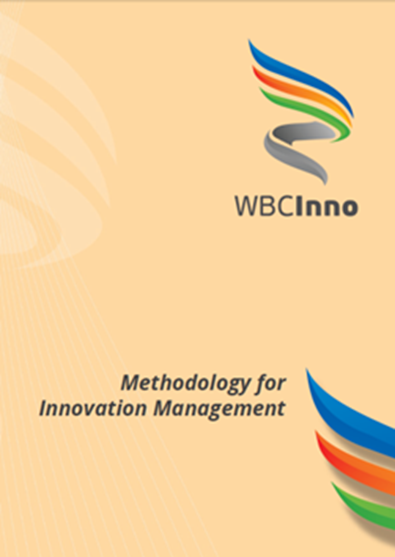 WBCInno
Methodology for
Innovation Management